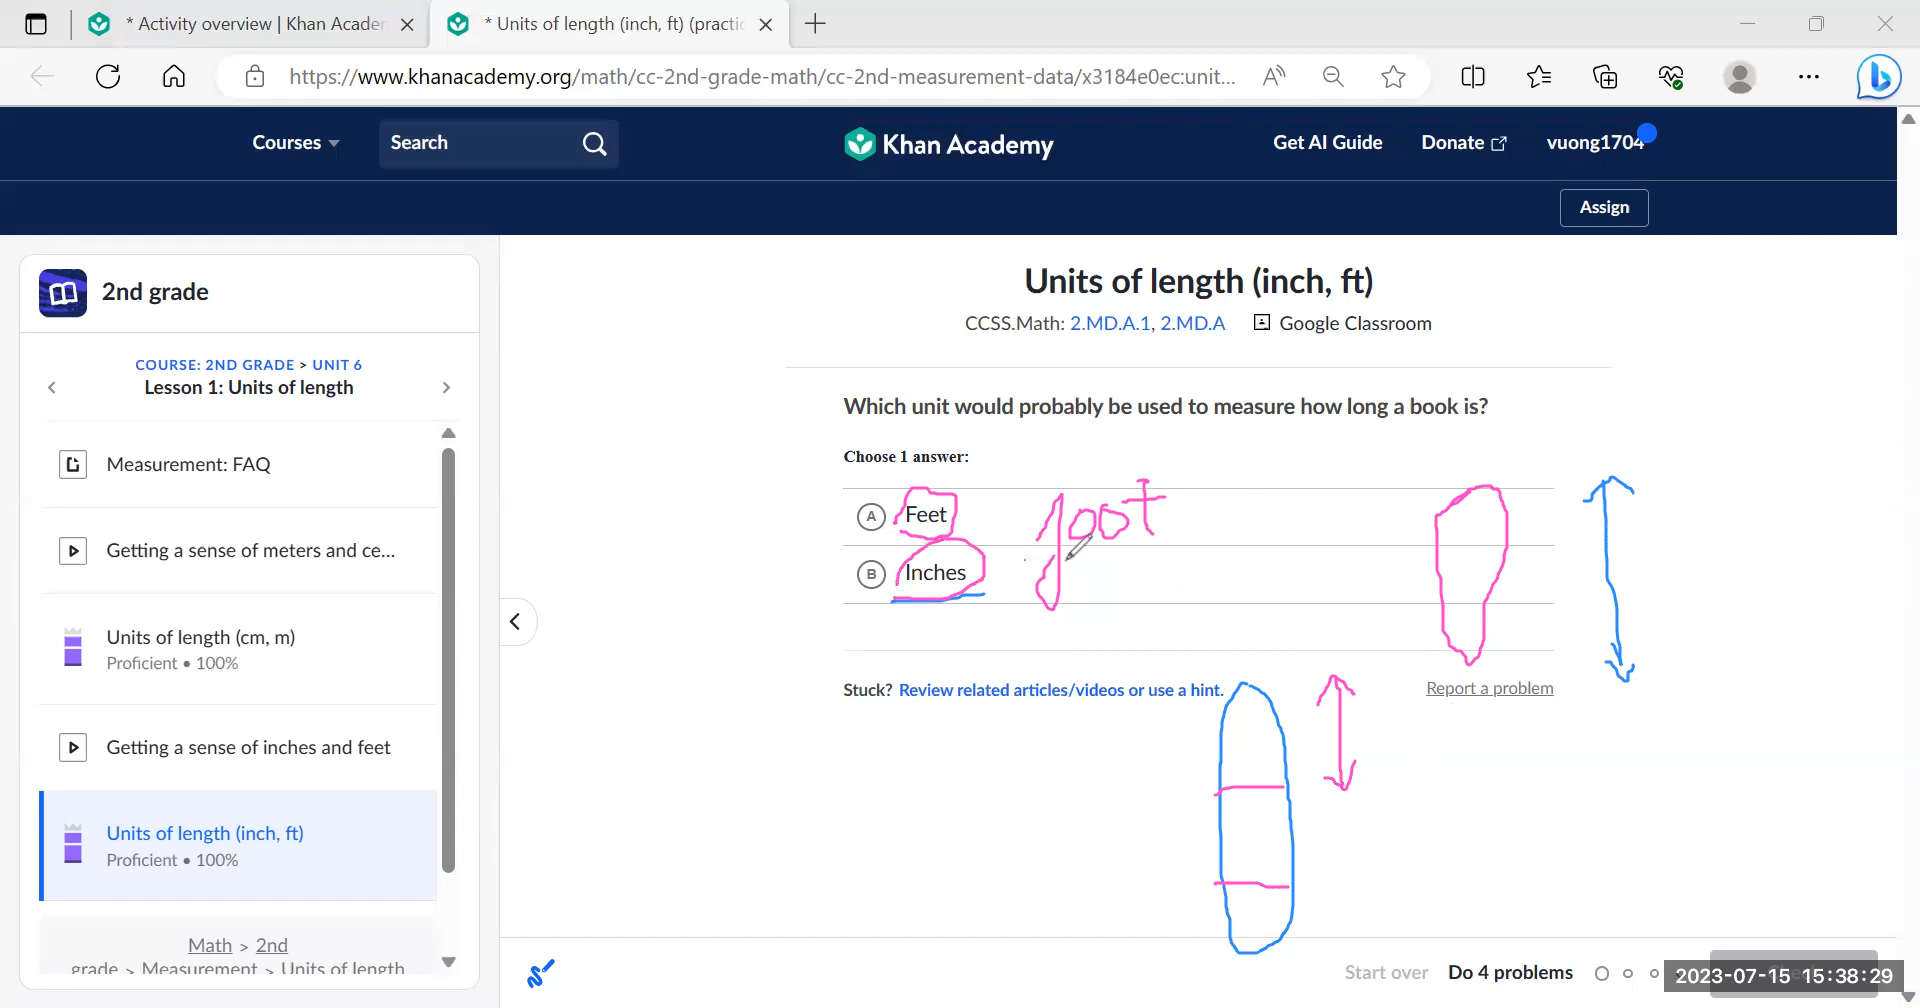 * Activity overview | Khan Acader
* Units of length (inch, ft) (practic
https://www.khanacademy.org/math/cc-2nd-grade-math/cc-2nd-measurement-data/x3184e0ec:unit...
Courses
Search
Khan Academy
Get AI Guide
Donate
vuong1704
Assign
2nd grade
COURSE: 2ND GRADE > UNIT 6
Lesson 1: Units of length
Measurement: FAQ
Getting a sense of meters and ce...
Units of length (cm, m)
Proficient • 100%
Getting a sense of inches and feet
Units of length (inch, ft)
Proficient • 100%
Math > 2nd
grade > Measurement > Units of length
Units of length (inch, ft)
CCSS.Math: 2.MD.A.1, 2.MD.A
Google Classroom
Which unit would probably be used to measure how long a book is?
Choose 1 answer:
A Feet
foot
B Inches
Stuck? Review related articles/videos or use a hint.
Report a problem
Start over
Do 4 problems
2023-07-15 15:38:29